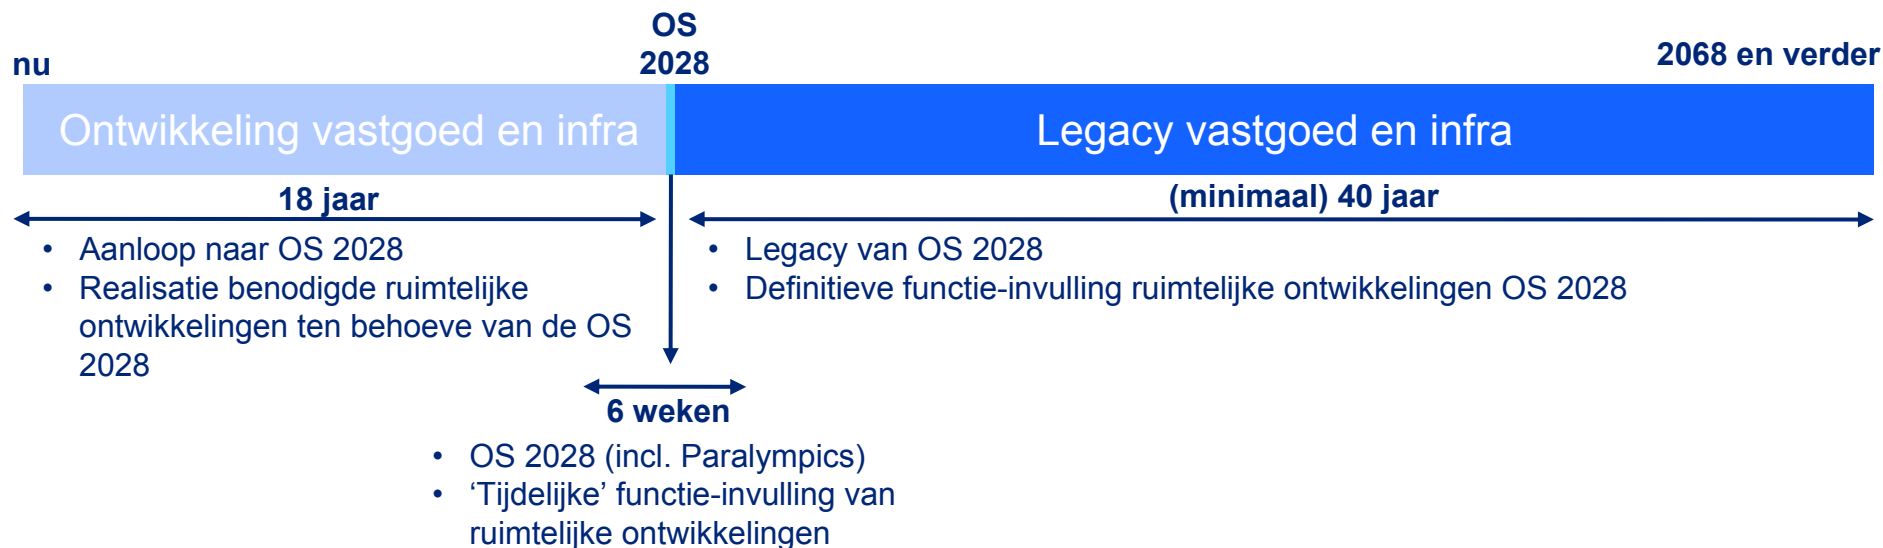 nu
OS
2028
2068 en verder
Ontwikkeling vastgoed en infra
Legacy vastgoed en infra
18 jaar
(minimaal) 40 jaar
• Aanloop naar OS 2028
• Realisatie benodigde ruimtelijke
ontwikkelingen ten behoeve van de OS
2028
• Legacy van OS 2028
• Definitieve functie-invulling ruimtelijke ontwikkelingen OS 2028
6 weken
• OS 2028 (incl. Paralympics)
• ‘Tijdelijke’ functie-invulling van
ruimtelijke ontwikkelingen